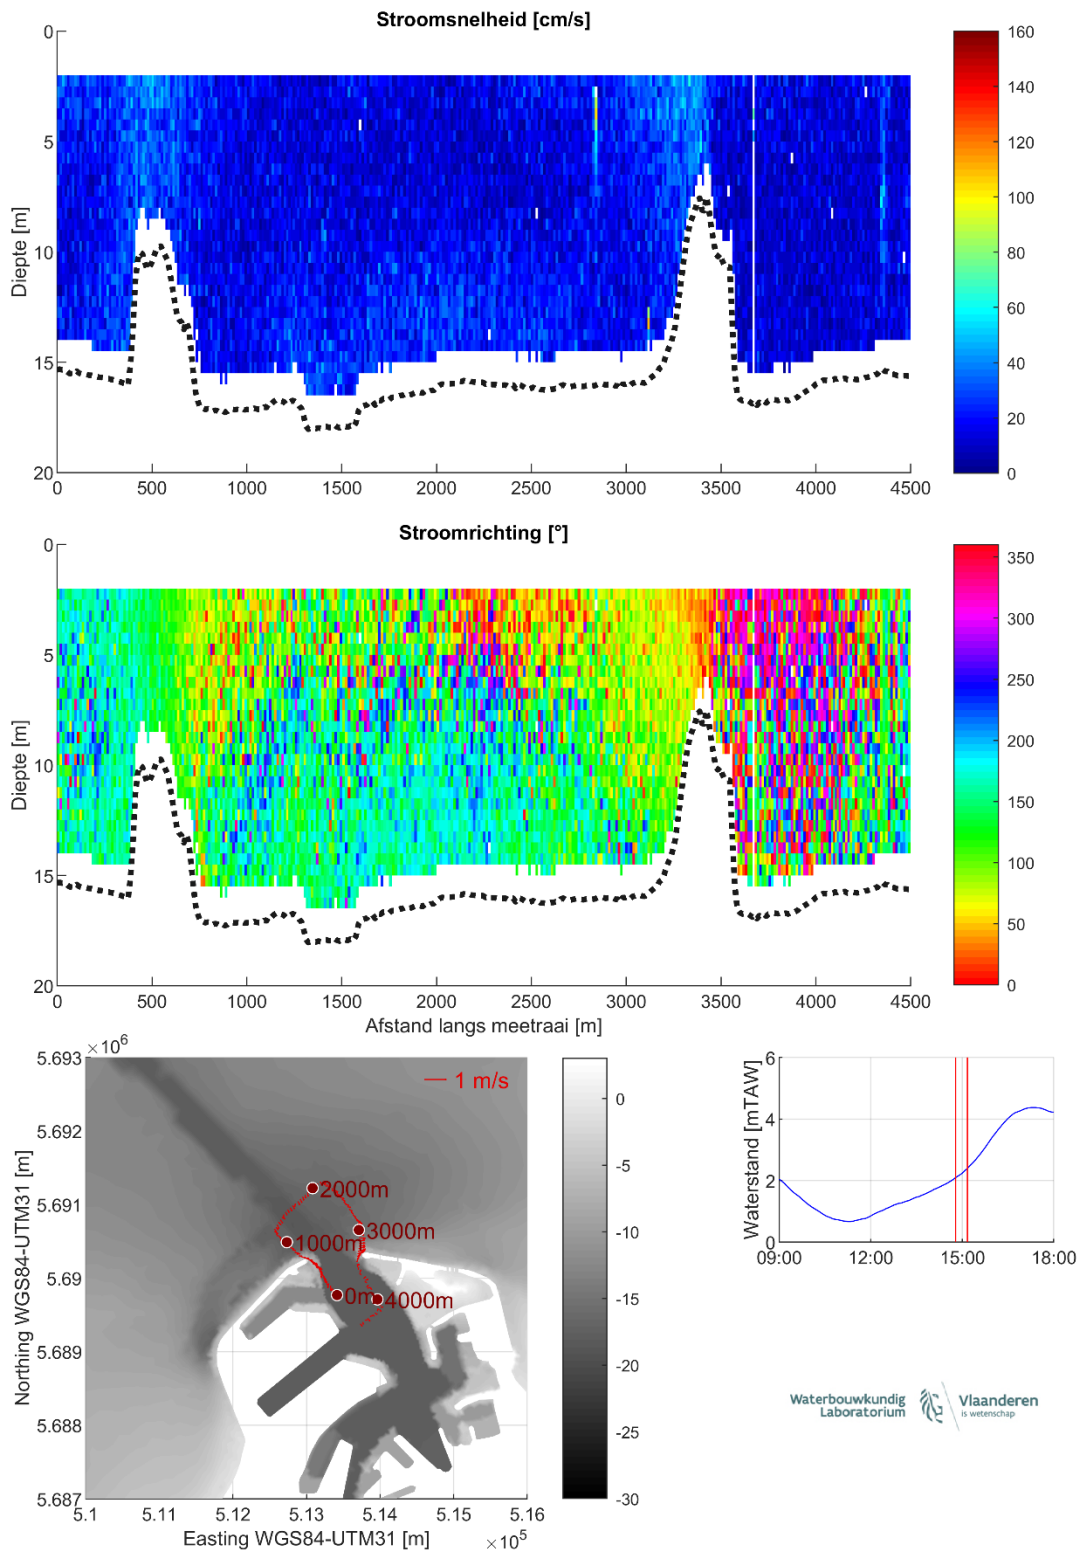 Stroomsnelheid [cm/s]
0
5
10
15
20
Diepte [m]
0 500 1000 1500 2000 2500 3000 3500 4000 4500
160
140
120
100
80
60
40
20
0
Stroomrichting [°]
0
5
10
15
20
Diepte [m]
0 500 1000 1500 2000 2500 3000 3500 4000 4500
Afstand langs meetraai [m]
350
300
250
200
150
100
50
0
×10⁶
5.693
5.692
5.691
5.69
5.689
5.688
5.687
Northing WGS84-UTM31 [m]
1 m/s
2000m
3000m
1000m
0m
4000m
5.1 5.11 5.12 5.13 5.14 5.15 5.16
Easting WGS84-UTM31 [m]
×10⁵
0
-5
-10
-15
-20
-25
-30
6
4
2
0
Waterstand [mTAW]
09:00 12:00 15:00 18:00
Waterbouwkundig
Laboratorium
Vlaanderen
is wetenschap